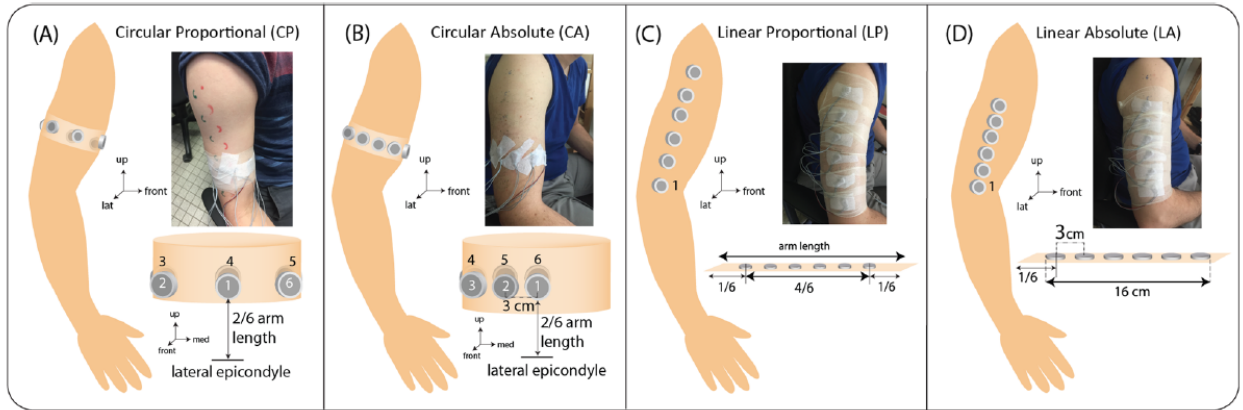 (A) Circular Proportional (CP)
up
front
lat
3 4 5
2 1 6
2/6 arm
length
up
med
front
lateral epicondyle
(B) Circular Absolute (CA)
up
front
lat
4 5 6
3 2 1
3 cm
2/6 arm
length
up
med
front
lateral epicondyle
(C) Linear Proportional (LP)
1
up
front
lat
arm length
1/6 4/6 1/6
(D) Linear Absolute (LA)
1
up
front
lat
3cm
1/6
16 cm